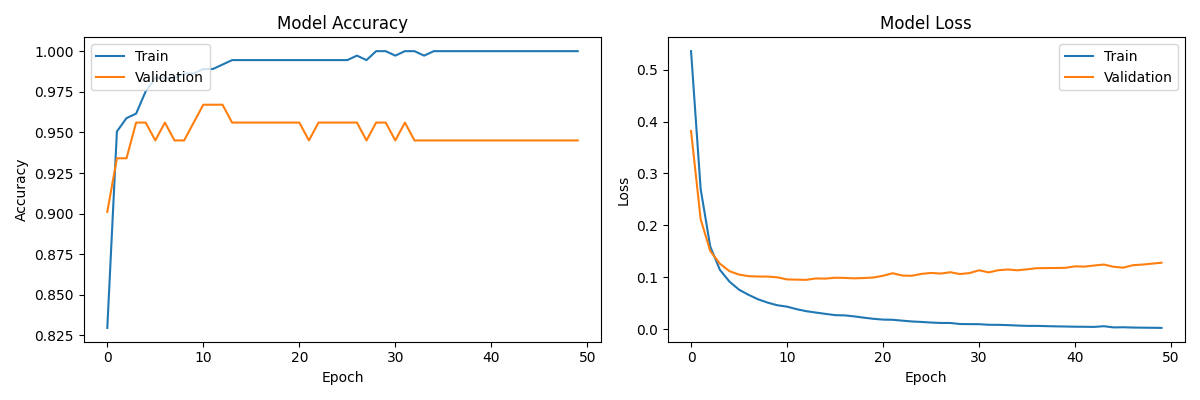 Model Accuracy
Train
Validation
1.000
0.975
0.950
0.925
0.900
0.875
0.850
0.825
Accuracy
0 10 20 30 40 50
Epoch
Model Loss
Train
Validation
0.5
0.4
0.3
0.2
0.1
0.0
Loss
0 10 20 30 40 50
Epoch